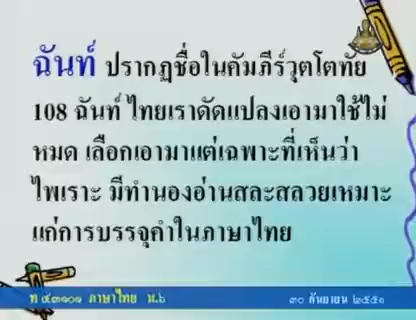 ฉันท์ ปรากฏชื่อในคัมภีร์วุตโตทัย
108 ฉันท์ ไทยเราดัดแปลงเอามาใช้ไม่
หมด เลือกเอามาแต่เฉพาะที่เห็นว่า
ไพเราะ มีทำนองอ่านสละสลวยเหมาะ
แก่การบรรจุคำในภาษาไทย
ท ๔๓๑๐๑ ภาษาไทย ม.๖
๓๐ กันยายน ๒๕๕๑